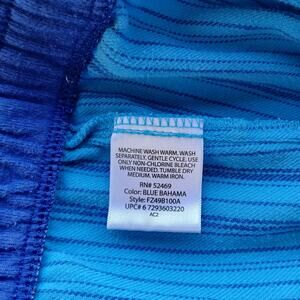 MACHINE WASH WARM. WASH
SEPARATELY. GENTLE CYCLE. USE
ONLY NON-CHLORINE BLEACH
WHEN NEEDED. TUMBLE DRY
MEDIUM. WARM IRON.
RN# 52469
Color: BLUE BAHAMA
Style: FZ49B100A
UPC# 6 7293603220
AC2